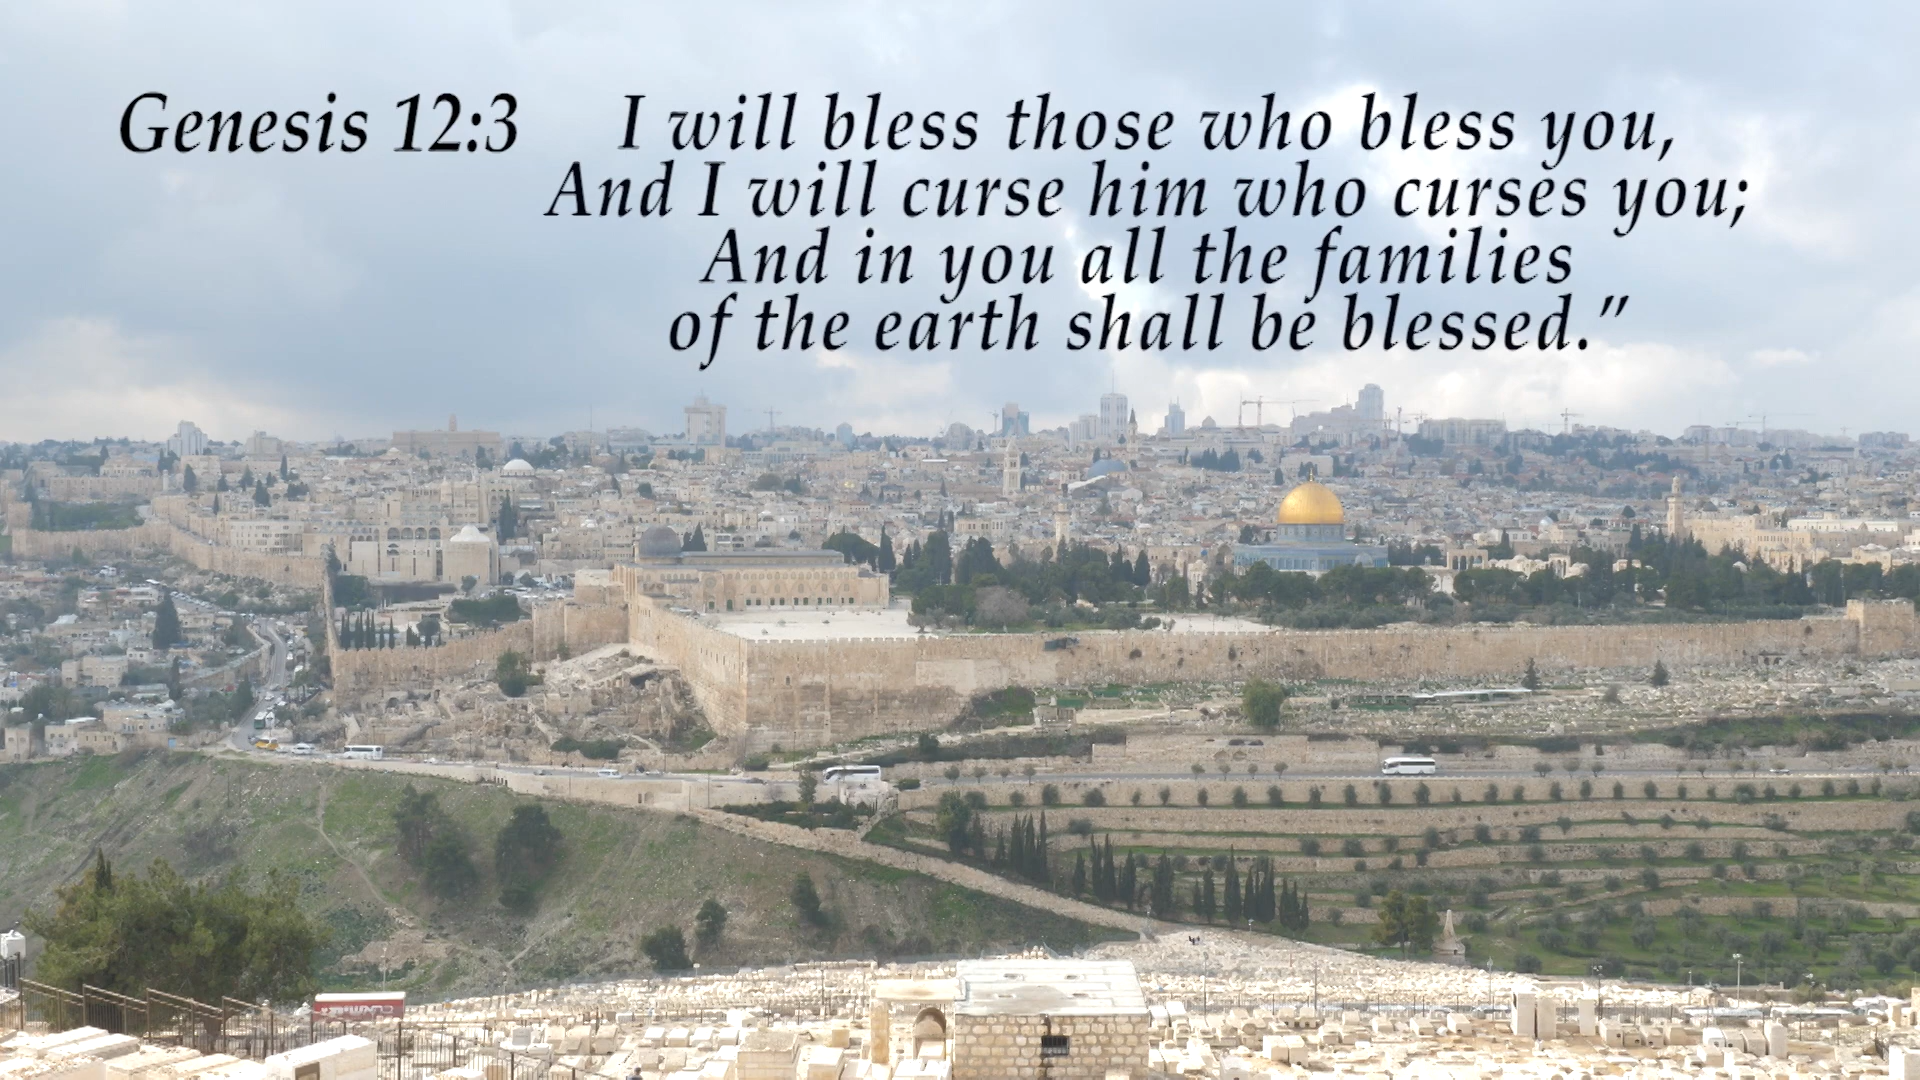 Genesis 12:3 I will bless those who bless you,
And I will curse him who curses you;
And in you all the families
of the earth shall be blessed.”